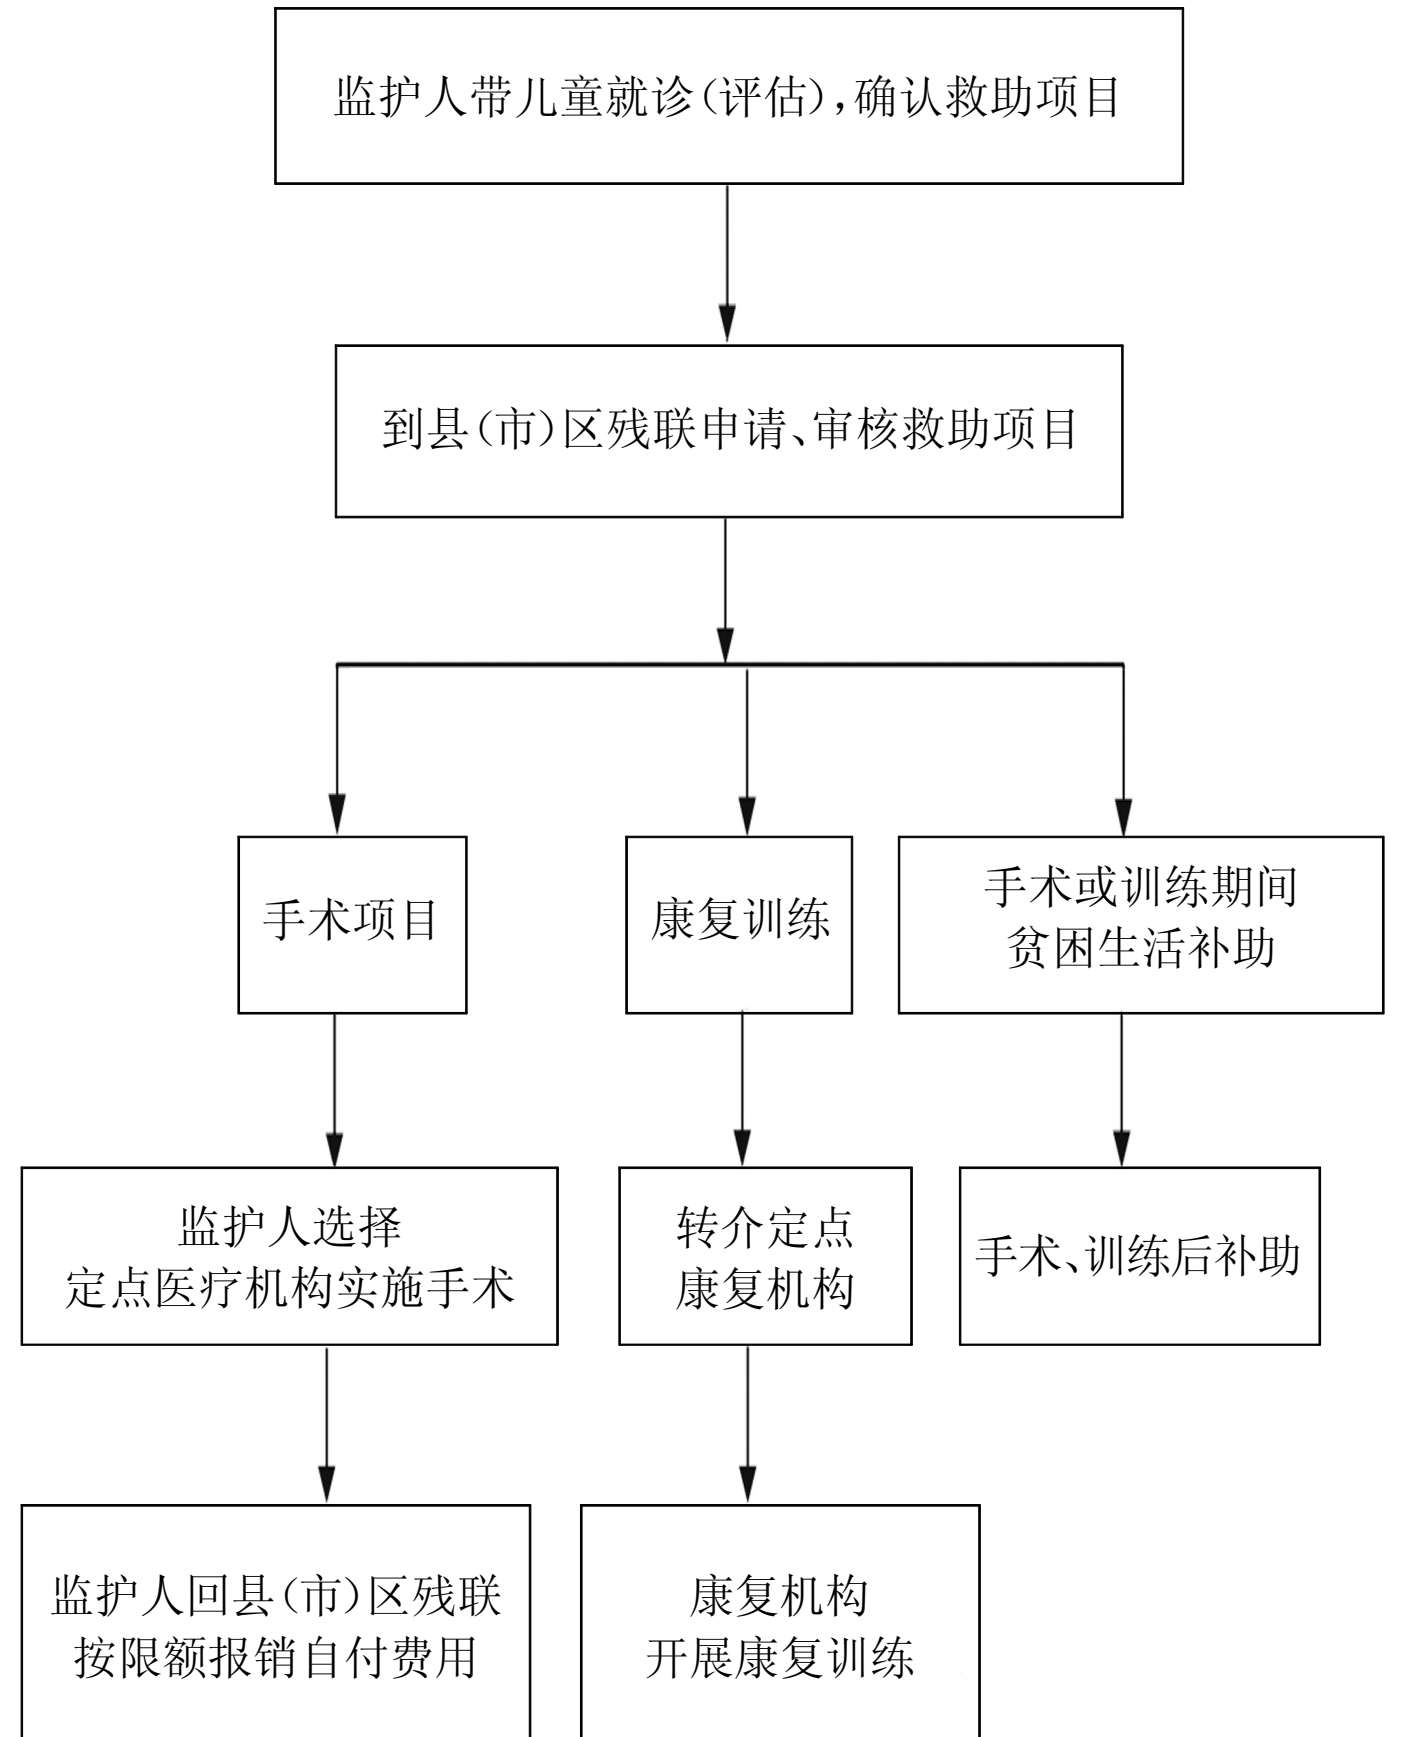 监护人带儿童就诊(评估),确认救助项目
到县(市)区残联申请、审核救助项目
手术项目
康复训练
手术或训练期间
贫困生活补助
监护人选择
定点医疗机构实施手术
转介定点
康复机构
手术、训练后补助
监护人回县(市)区残联
按限额报销自付费用
康复机构
开展康复训练